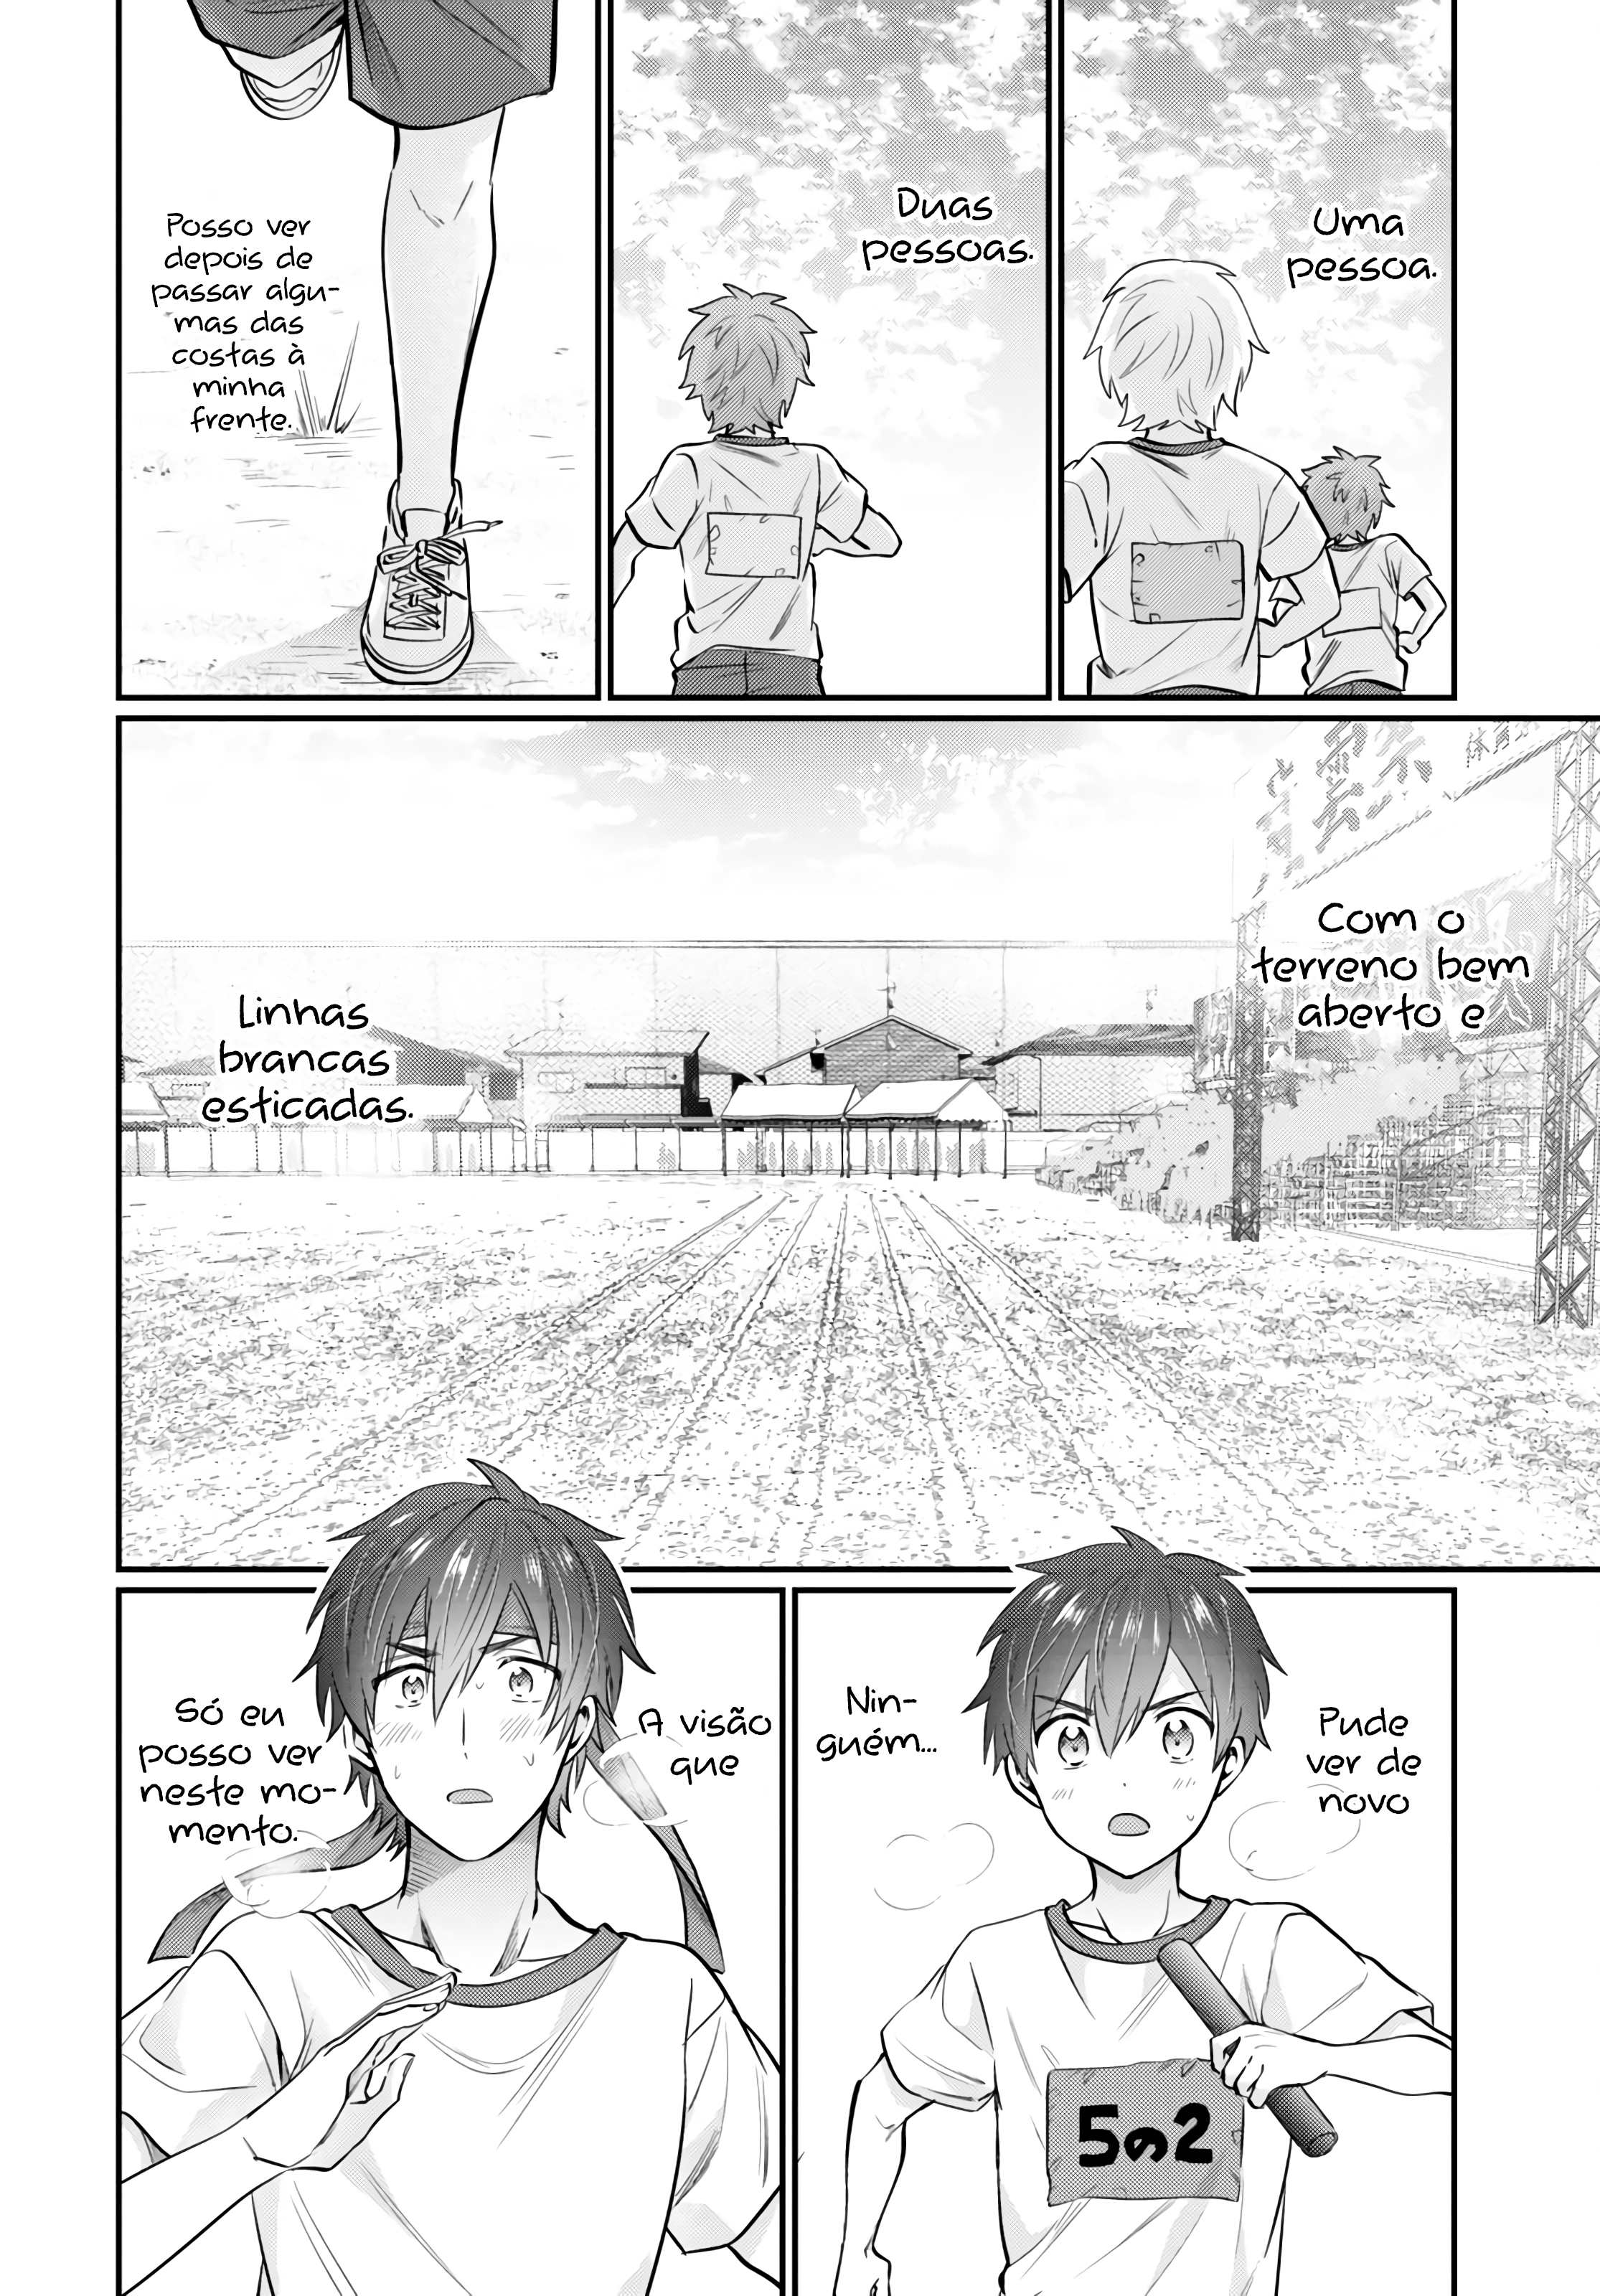 Uma
pessoa.
Duas
pessoas.
Posso ver
depois de
passar algu-
mas das
costas à
minha
frente.
Com o
terreno bem
aberto e
Linhas
brancas
esticadas.
Pude
ver de
novo
Nin-
guém...
5の2
A visão
que
Só eu
posso ver
neste mo-
mento.